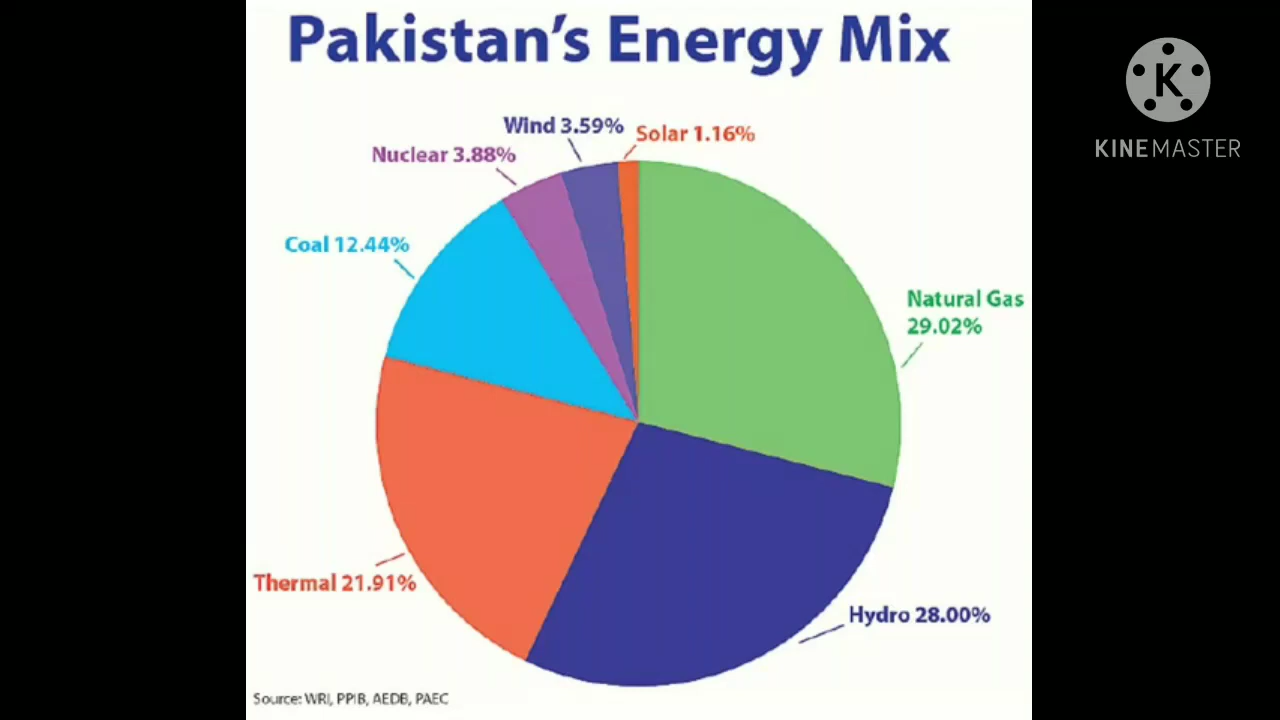 Pakistan's Energy Mix
K
KINEMASTER
Wind 3.59%
Solar 1.16%
Nuclear 3.88%
Coal 12.44%
Natural Gas
29.02%
Thermal 21.91%
Hydro 28.00%
Source: WRI, PPIB, AEDB, PAEC